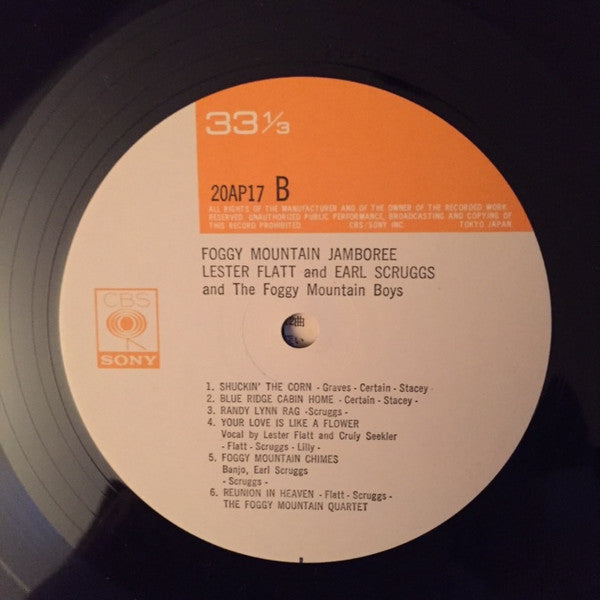 33 1/3
20AP17 B
ALL RIGHTS OF THE MANUFACTURER AND OF THE OWNER OF THE RECORDED WORK
RESERVED. UNAUTHORIZED PUBLIC PERFORMANCE, BROADCASTING AND COPYING OF
THIS RECORD PROHIBITED CBS/SONY INC. TOKYO JAPAN
FOGGY MOUNTAIN JAMBOREE
LESTER FLATT and EARL SCRUGGS
and The Foggy Mountain Boys
CBS
SONY
曲
1. SHUCKIN' THE CORN - Graves - Certain - Stacey -
2. BLUE RIDGE CABIN HOME - Certain - Stacey -
3. RANDY LYNN RAG -Scruggs-
4. YOUR LOVE IS LIKE A FLOWER
Vocal by Lester Flatt and Cruly Seekler
- Flatt - Scruggs - Lilly -
5. FOGGY MOUNTAIN CHIMES
Banjo, Earl Scruggs
- Scruggs -
6. REUNION IN HEAVEN - Flatt - Scruggs -
THE FOGGY MOUNTAIN QUARTET